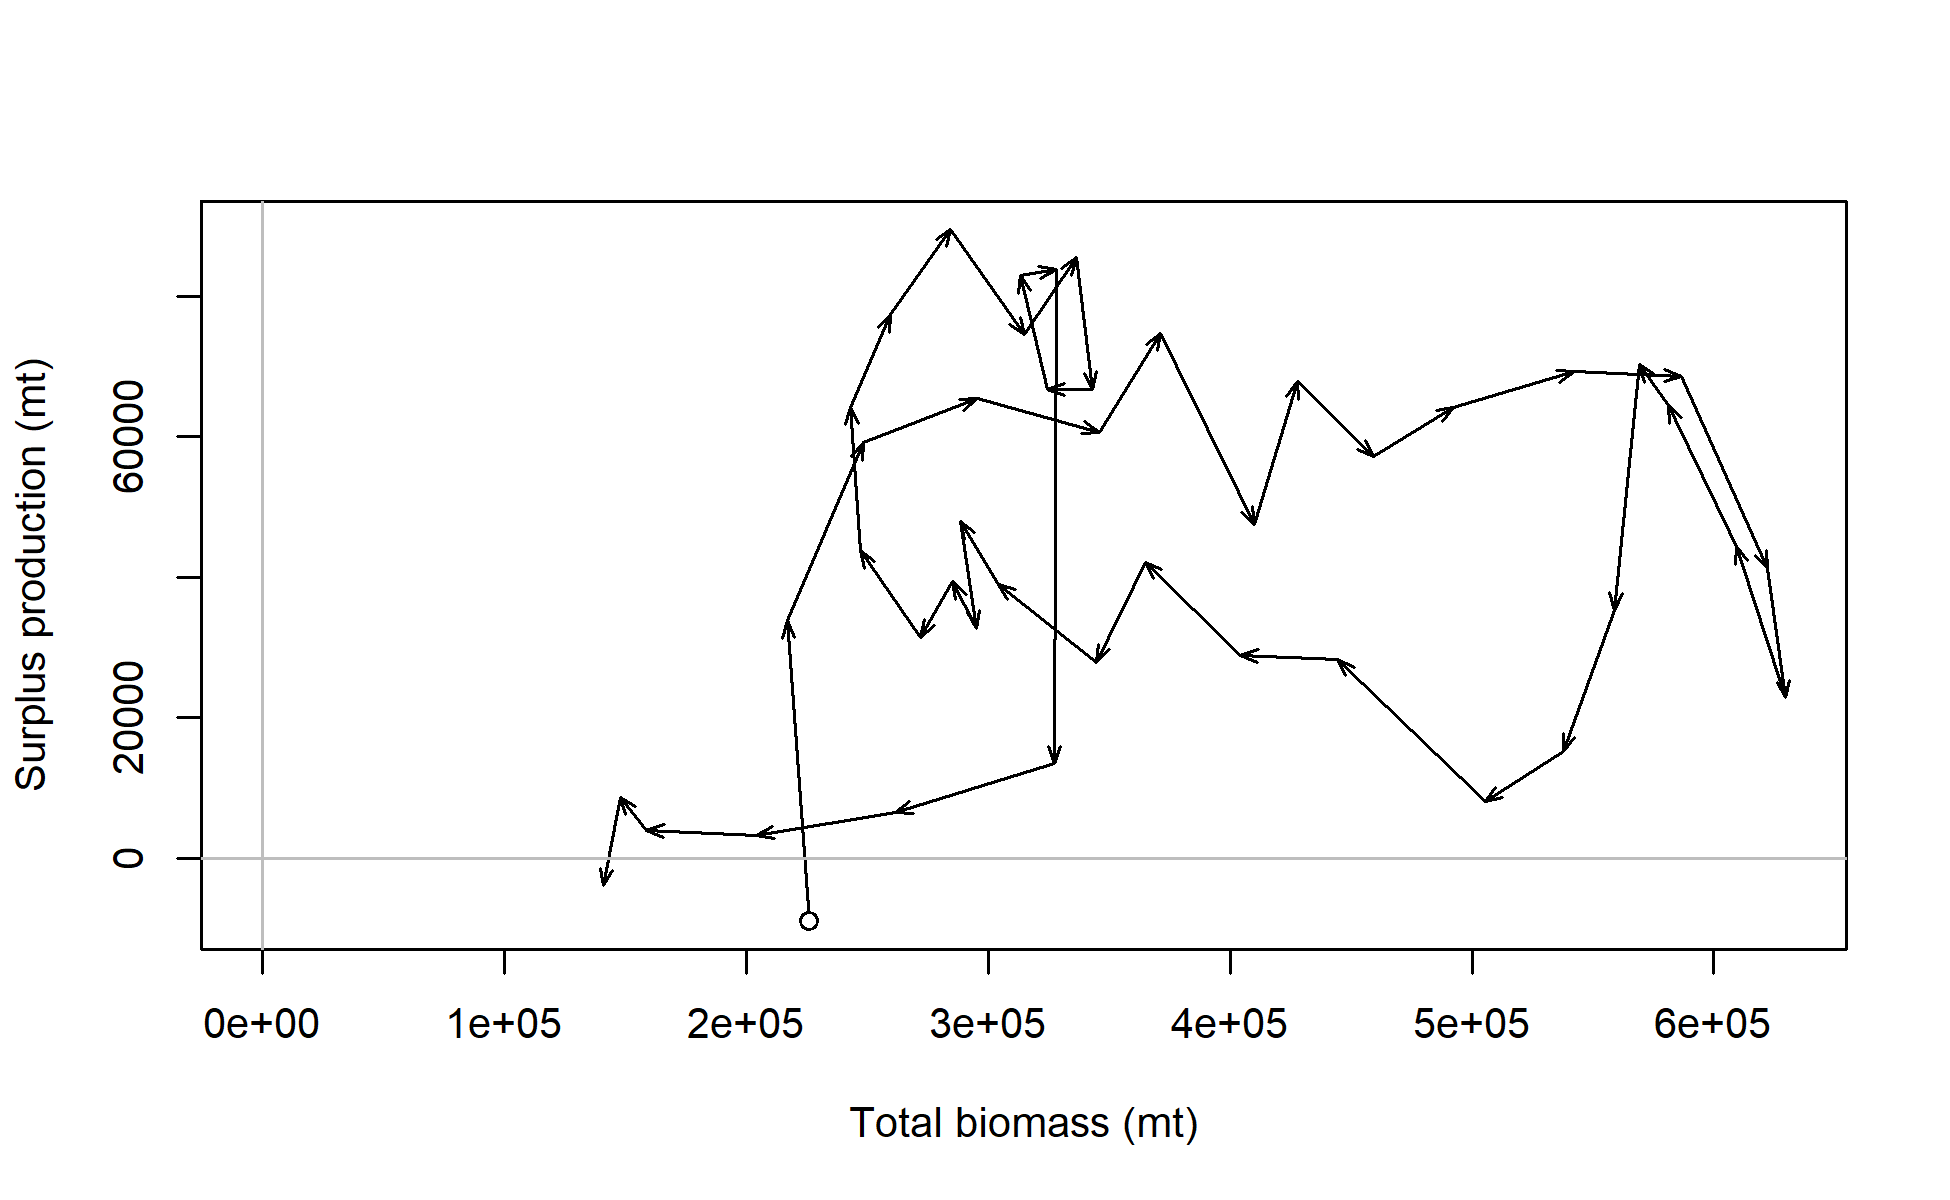 Surplus production (mt)
60000
20000
0
0e+00 1e+05 2e+05 3e+05 4e+05 5e+05 6e+05
Total biomass (mt)